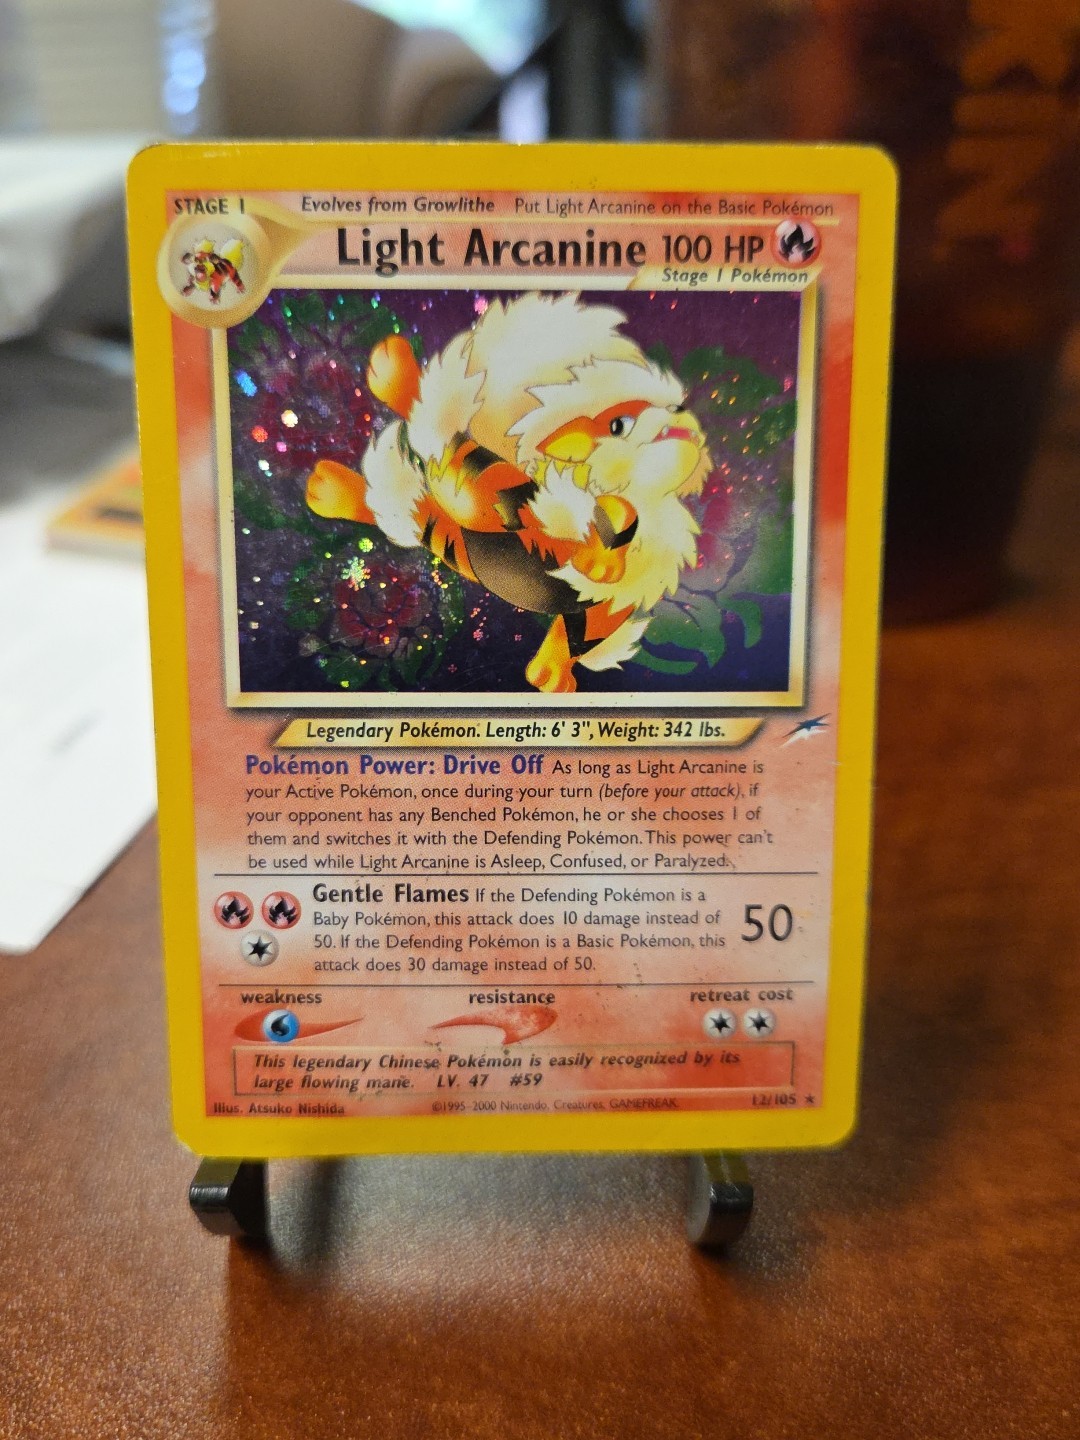 STAGE 1 Evolves from Growlithe Put Light Arcanine on the Basic Pokémon
Light Arcanine 100 HP
Stage 1 Pokémon
Legendary Pokémon. Length: 6' 3", Weight: 342 lbs.
Pokémon Power: Drive Off As long as Light Arcanine is
your Active Pokémon, once during your turn (before your attack), if
your opponent has any Benched Pokémon, he or she chooses 1 of
them and switches it with the Defending Pokémon. This power can't
be used while Light Arcanine is Asleep, Confused, or Paralyzed.
Gentle Flames If the Defending Pokémon is a
Baby Pokémon, this attack does 10 damage instead of
50. If the Defending Pokémon is a Basic Pokémon, this
attack does 30 damage instead of 50.
50
weakness resistance retreat cost
This legendary Chinese Pokémon is easily recognized by its
large flowing mane. LV. 47 #59
Illus. Atsuko Nishida ©1995-2000 Nintendo, Creatures, GAMEFREAK. 12/105